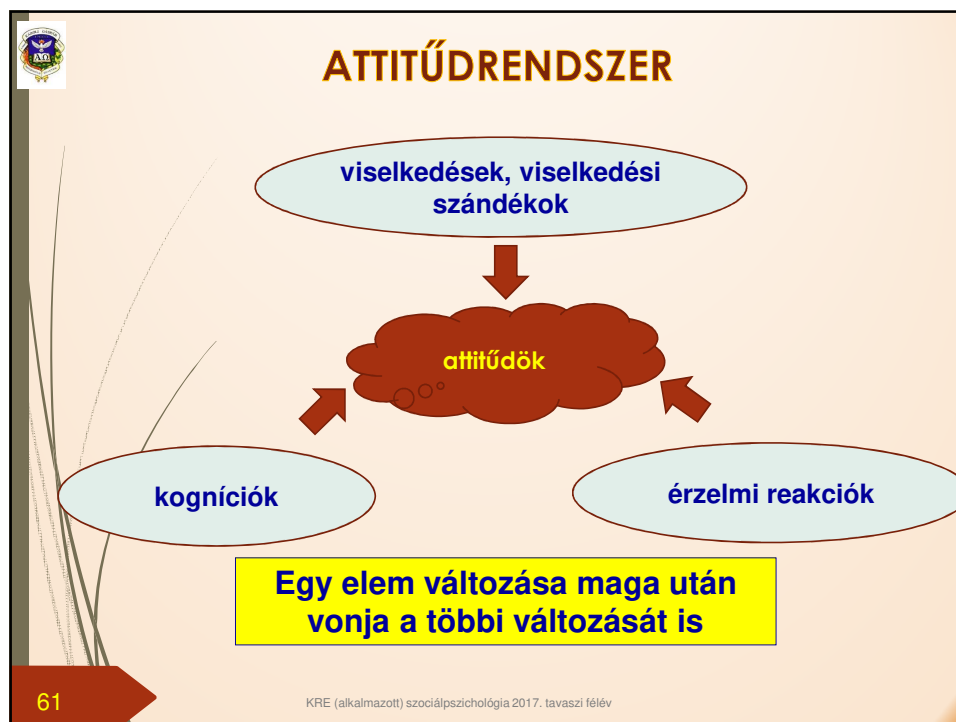 ATTITŰDRENDSZER
viselkedések, viselkedési
szándékok
attitűdök
kogníciók
érzelmi reakciók
Egy elem változása maga után
vonja a többi változását is
61
KRE (alkalmazott) szociálpszichológia 2017. tavaszi félév